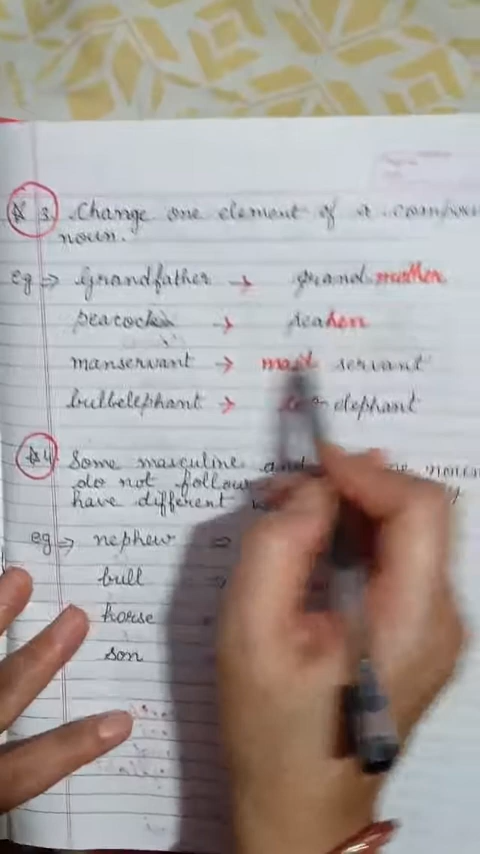 3. Change one element of a
noun.
eg ⇒ Grandfather → grandmother
peacock → peahen
manservant → maid servant
bullelephant → elephant
4. Some masculine and
do not follow
have different
eg ⇒ nephew ⇒
bull ⇒
horse
son